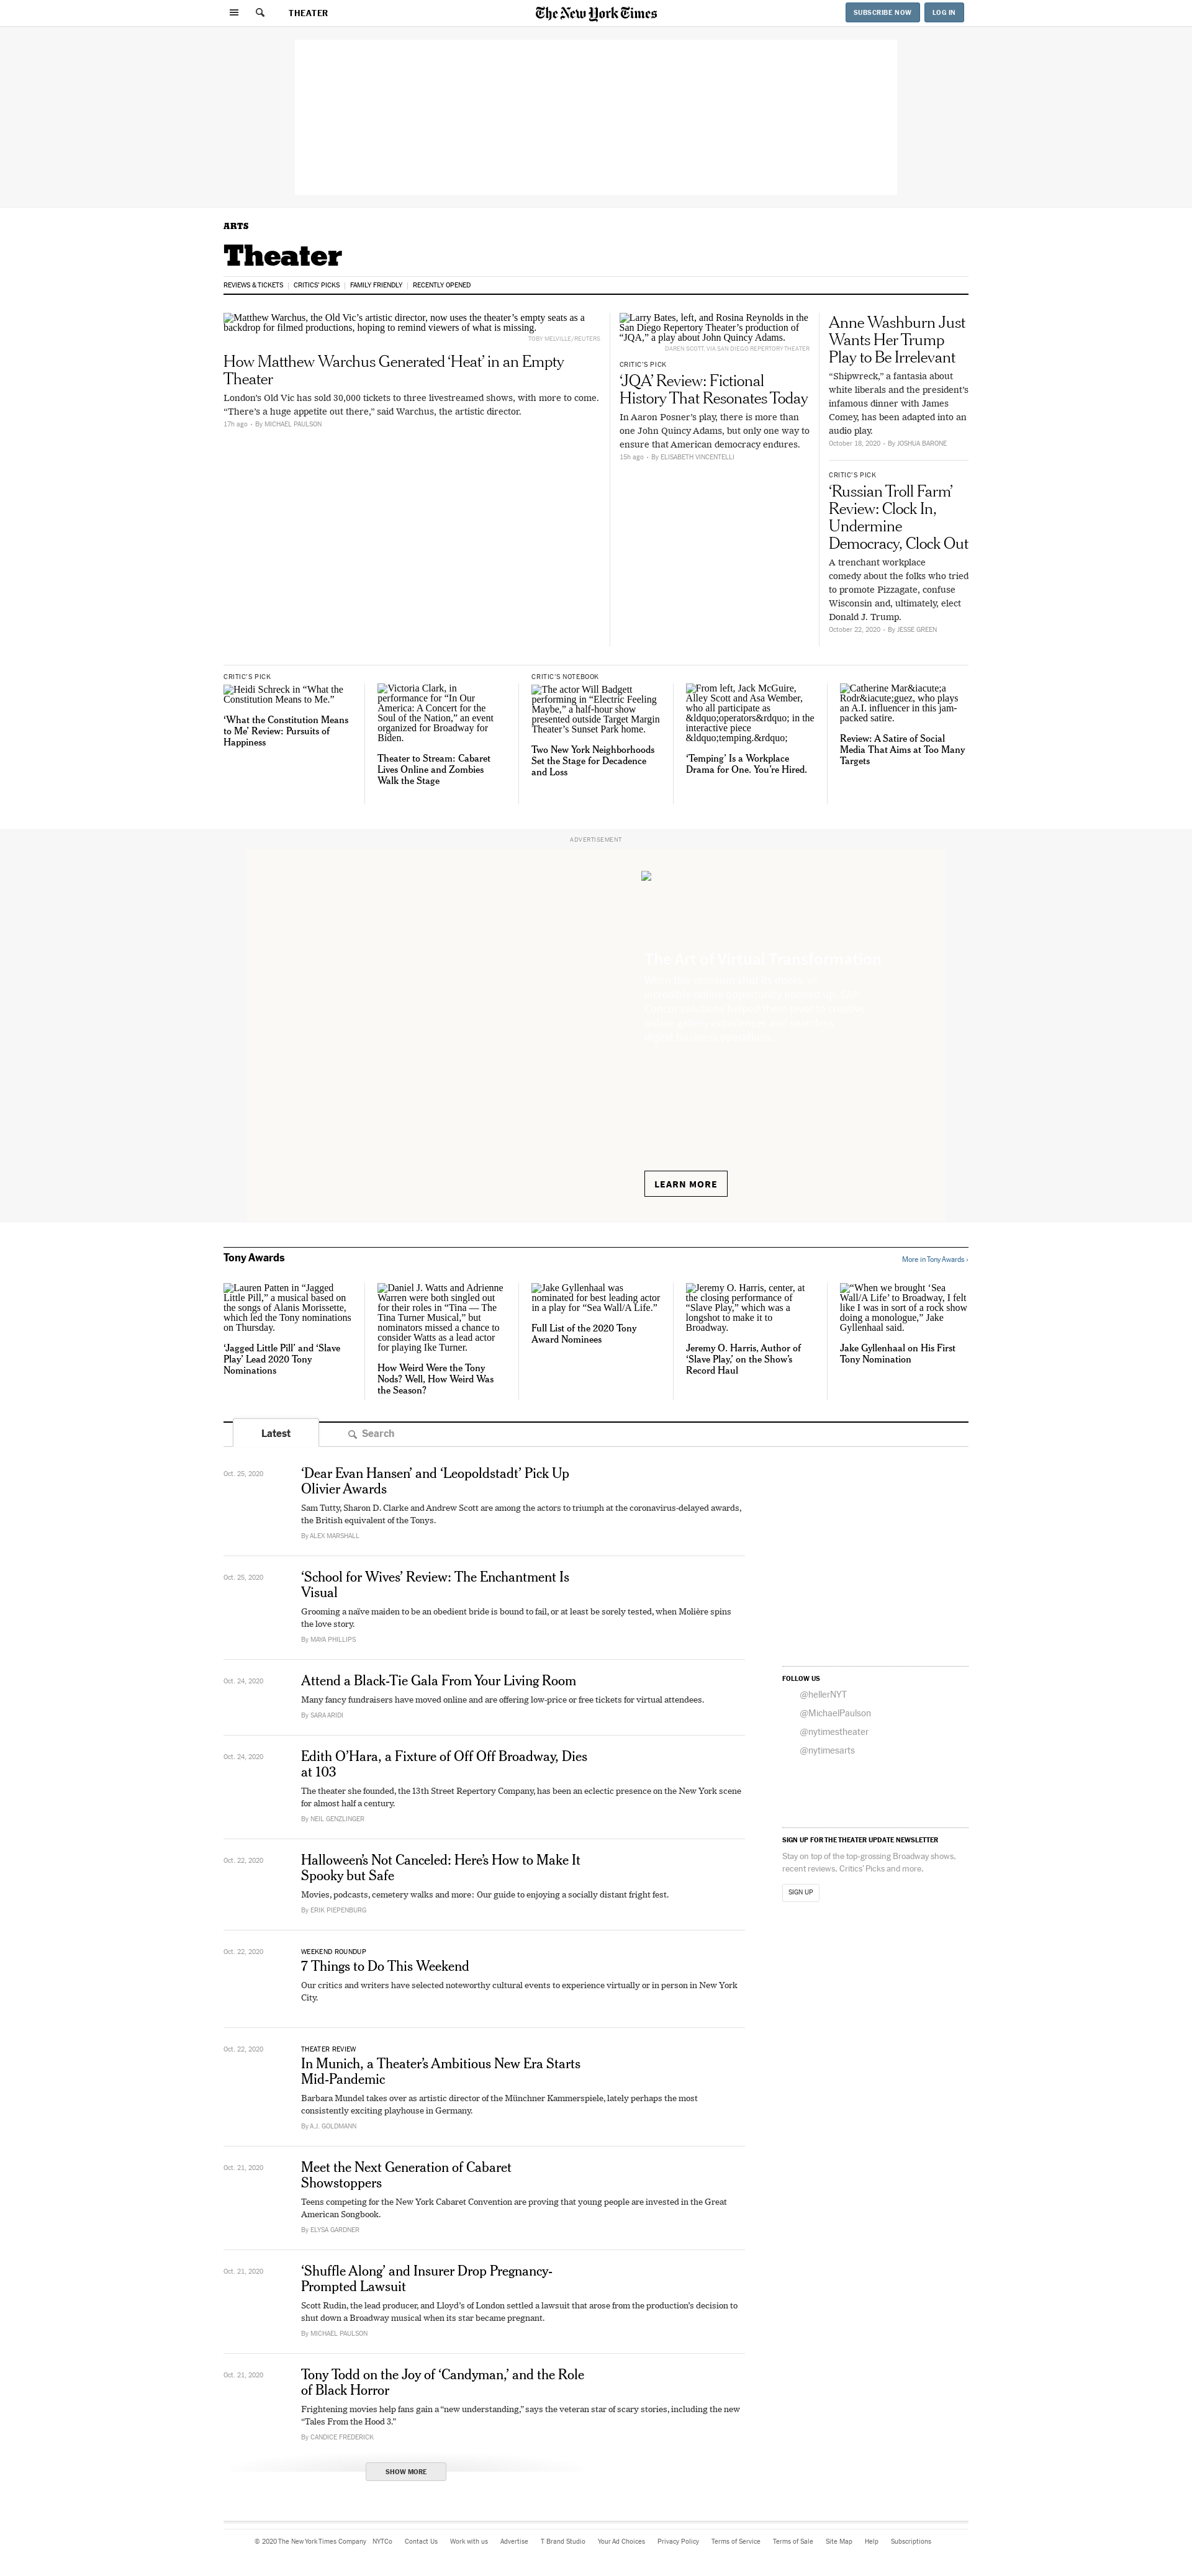 THEATER
The New York Times
SUBSCRIBE NOW
LOG IN
ARTS
Theater
REVIEWS & TICKETS
CRITICS' PICKS
FAMILY FRIENDLY
RECENTLY OPENED
Matthew Warchus, the Old Vic’s artistic director, now uses the theater’s empty seats as a
backdrop for filmed productions, hoping to remind viewers of what is missing.
TOBY MELVILLE/REUTERS
How Matthew Warchus Generated ‘Heat’ in an Empty
Theater
London’s Old Vic has sold 30,000 tickets to three livestreamed shows, with more to come.
“There’s a huge appetite out there,” said Warchus, the artistic director.
17h ago • By MICHAEL PAULSON
Larry Bates, left, and Rosina Reynolds in the
San Diego Repertory Theater’s production of
“JQA,” a play about John Quincy Adams.
DAREN SCOTT, VIA SAN DIEGO REPERTORY THEATER
CRITIC’S PICK
‘JQA’ Review: Fictional
History That Resonates Today
In Aaron Posner’s play, there is more than
one John Quincy Adams, but only one way to
ensure that American democracy endures.
15h ago • By ELISABETH VINCENTELLI
Anne Washburn Just
Wants Her Trump
Play to Be Irrelevant
“Shipwreck,” a fantasia about
white liberals and the president’s
infamous dinner with James
Comey, has been adapted into an
audio play.
October 18, 2020 • By JOSHUA BARONE
CRITIC’S PICK
‘Russian Troll Farm’
Review: Clock In,
Undermine
Democracy, Clock Out
A trenchant workplace
comedy about the folks who tried
to promote Pizzagate, confuse
Wisconsin and, ultimately, elect
Donald J. Trump.
October 22, 2020 • By JESSE GREEN
CRITIC’S PICK
Heidi Schreck in “What the
Constitution Means to Me.”
‘What the Constitution Means
to Me’ Review: Pursuits of
Happiness
Victoria Clark, in
performance for “In Our
America: A Concert for the
Soul of the Nation,” an event
organized for Broadway for
Biden.
Theater to Stream: Cabaret
Lives Online and Zombies
Walk the Stage
CRITIC’S NOTEBOOK
The actor Will Badgett
performing in “Electric Feeling
Maybe,” a half-hour show
presented outside Target Margin
Theater’s Sunset Park home.
Two New York Neighborhoods
Set the Stage for Decadence
and Loss
From left, Jack McGuire,
Alley Scott and Asa Wember,
who all participate as
&ldquo;operators&rdquo; in the
interactive piece
&ldquo;temping.&rdquo;
‘Temping’ Is a Workplace
Drama for One. You’re Hired.
Catherine Mar&iacute;a
Rodr&iacute;guez, who plays
an A.I. influencer in this jam-
packed satire.
Review: A Satire of Social
Media That Aims at Too Many
Targets
ADVERTISEMENT
The Art of Virtual Transformation
LEARN MORE
Tony Awards
More in Tony Awards ›
Lauren Patten in “Jagged
Little Pill,” a musical based on
the songs of Alanis Morissette,
which led the Tony nominations
on Thursday.
‘Jagged Little Pill’ and ‘Slave
Play’ Lead 2020 Tony
Nominations
Daniel J. Watts and Adrienne
Warren were both singled out
for their roles in “Tina — The
Tina Turner Musical,” but
nominators missed a chance to
consider Watts as a lead actor
for playing Ike Turner.
How Weird Were the Tony
Nods? Well, How Weird Was
the Season?
Jake Gyllenhaal was
nominated for best leading actor
in a play for “Sea Wall/A Life.”
Full List of the 2020 Tony
Award Nominees
Jeremy O. Harris, center, at
the closing performance of
“Slave Play,” which was a
longshot to make it to
Broadway.
Jeremy O. Harris, Author of
‘Slave Play,’ on the Show’s
Record Haul
“When we brought ‘Sea
Wall/A Life’ to Broadway, I felt
like I was in sort of a rock show
doing a monologue,” Jake
Gyllenhaal said.
Jake Gyllenhaal on His First
Tony Nomination
Latest
Search
Oct. 25, 2020
‘Dear Evan Hansen’ and ‘Leopoldstadt’ Pick Up
Olivier Awards
Sam Tutty, Sharon D. Clarke and Andrew Scott are among the actors to triumph at the coronavirus-delayed awards,
the British equivalent of the Tonys.
By ALEX MARSHALL
Oct. 25, 2020
‘School for Wives’ Review: The Enchantment Is
Visual
Grooming a naïve maiden to be an obedient bride is bound to fail, or at least be sorely tested, when Molière spins
the love story.
By MAYA PHILLIPS
Oct. 24, 2020
Attend a Black-Tie Gala From Your Living Room
Many fancy fundraisers have moved online and are offering low-price or free tickets for virtual attendees.
By SARA ARIDI
Oct. 24, 2020
Edith O’Hara, a Fixture of Off Off Broadway, Dies
at 103
The theater she founded, the 13th Street Repertory Company, has been an eclectic presence on the New York scene
for almost half a century.
By NEIL GENZLINGER
Oct. 22, 2020
Halloween’s Not Canceled: Here’s How to Make It
Spooky but Safe
Movies, podcasts, cemetery walks and more: Our guide to enjoying a socially distant fright fest.
By ERIK PIEPENBURG
Oct. 22, 2020
WEEKEND ROUNDUP
7 Things to Do This Weekend
Our critics and writers have selected noteworthy cultural events to experience virtually or in person in New York
City.
Oct. 22, 2020
THEATER REVIEW
In Munich, a Theater’s Ambitious New Era Starts
Mid-Pandemic
Barbara Mundel takes over as artistic director of the Münchner Kammerspiele, lately perhaps the most
consistently exciting playhouse in Germany.
By A.J. GOLDMANN
Oct. 21, 2020
Meet the Next Generation of Cabaret
Showstoppers
Teens competing for the New York Cabaret Convention are proving that young people are invested in the Great
American Songbook.
By ELYSA GARDNER
Oct. 21, 2020
‘Shuffle Along’ and Insurer Drop Pregnancy-
Prompted Lawsuit
Scott Rudin, the lead producer, and Lloyd’s of London settled a lawsuit that arose from the production’s decision to
shut down a Broadway musical when its star became pregnant.
By MICHAEL PAULSON
Oct. 21, 2020
Tony Todd on the Joy of ‘Candyman,’ and the Role
of Black Horror
Frightening movies help fans gain a “new understanding,” says the veteran star of scary stories, including the new
“Tales From the Hood 3.”
By CANDICE FREDERICK
SHOW MORE
FOLLOW US
@hellerNYT
@MichaelPaulson
@nytimestheater
@nytimesarts
SIGN UP FOR THE THEATER UPDATE NEWSLETTER
Stay on top of the top-grossing Broadway shows,
recent reviews, Critics’ Picks and more.
SIGN UP
© 2020 The New York Times Company
NYTCo
Contact Us
Work with us
Advertise
T Brand Studio
Your Ad Choices
Privacy Policy
Terms of Service
Terms of Sale
Site Map
Help
Subscriptions